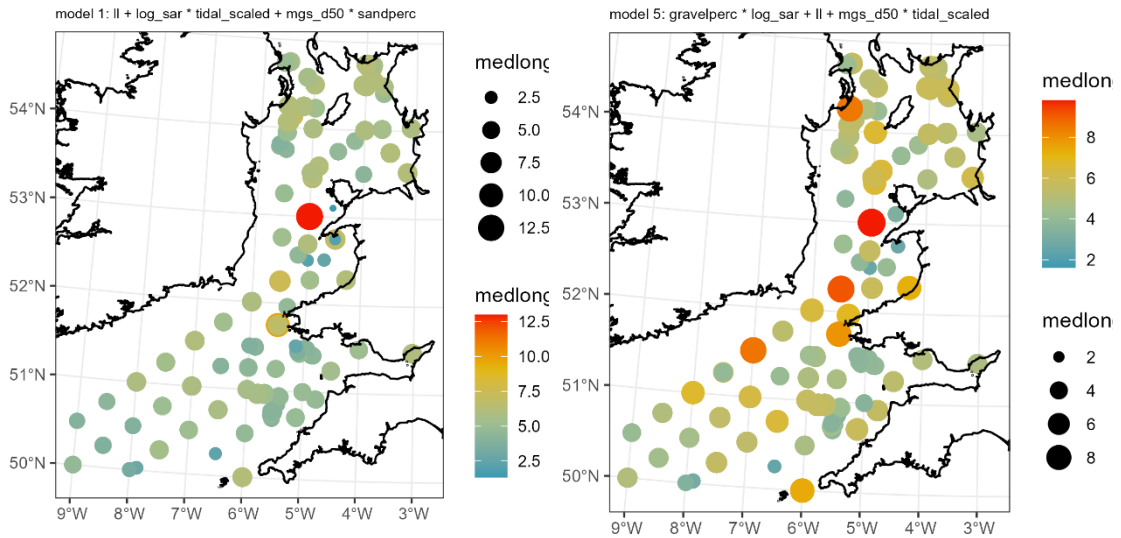 model 1: ll + log_sar * tidal_scaled + mgs_d50 * sandperc
54°N
53°N
52°N
51°N
50°N
9°W 8°W 7°W 6°W 5°W 4°W 3°W
medlong
2.5
5.0
7.5
10.0
12.5
medlong
12.5
10.0
7.5
5.0
2.5
model 5: gravelperc * log_sar + ll + mgs_d50 * tidal_scaled
54°N
53°N
52°N
51°N
50°N
9°W 8°W 7°W 6°W 5°W 4°W 3°W
medlon
8
6
4
2
medlon
2
4
6
8